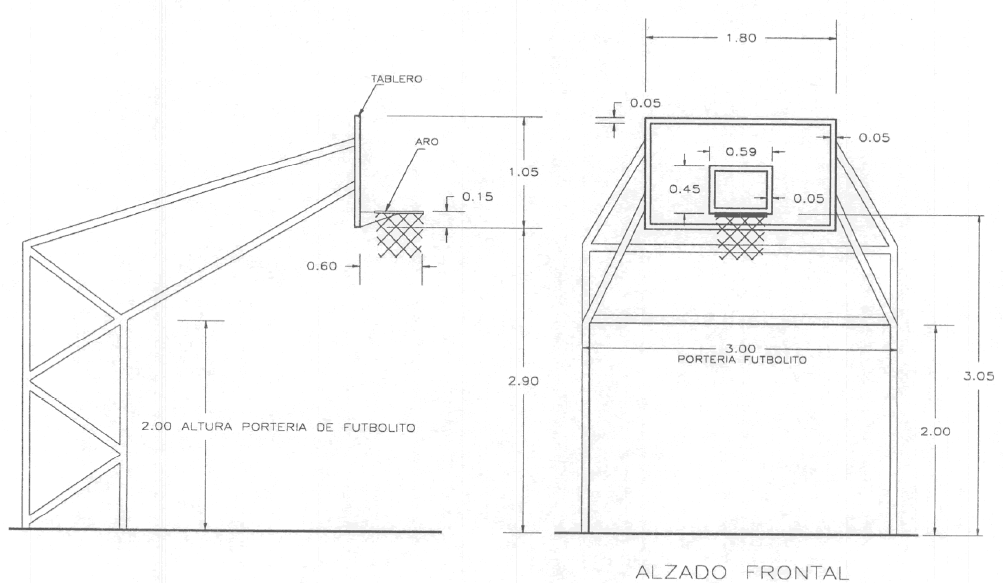 1.80
TABLERO
0.05
ARO
0.05
0.59
1.05
0.15
0.45
0.05
0.60
3.00
PORTERIA FUTBOLITO
2.90
3.05
2.00 ALTURA PORTERIA DE FUTBOLITO
2.00
ALZADO FRONTAL